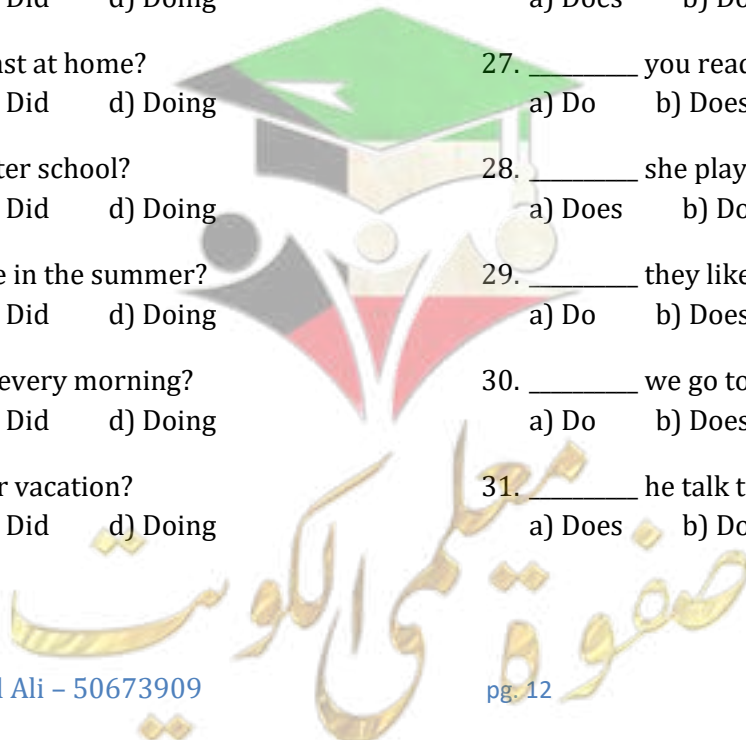 d) Doing
ast at home?
Did d) Doing
ter school?
Did d) Doing
e in the summer?
Did d) Doing
every morning?
Did d) Doing
r vacation?
Did d) Doing
a) Does
27. _________ you read
a) Do b) Does
28. _________ she play
a) Does b) Do
29. _________ they like
a) Do b) Does
30. _________ we go to
a) Do b) Does
31. _________ he talk t
a) Does b) Do
صفوة معلمى الكويت
l Ali – 50673909
pg. 12